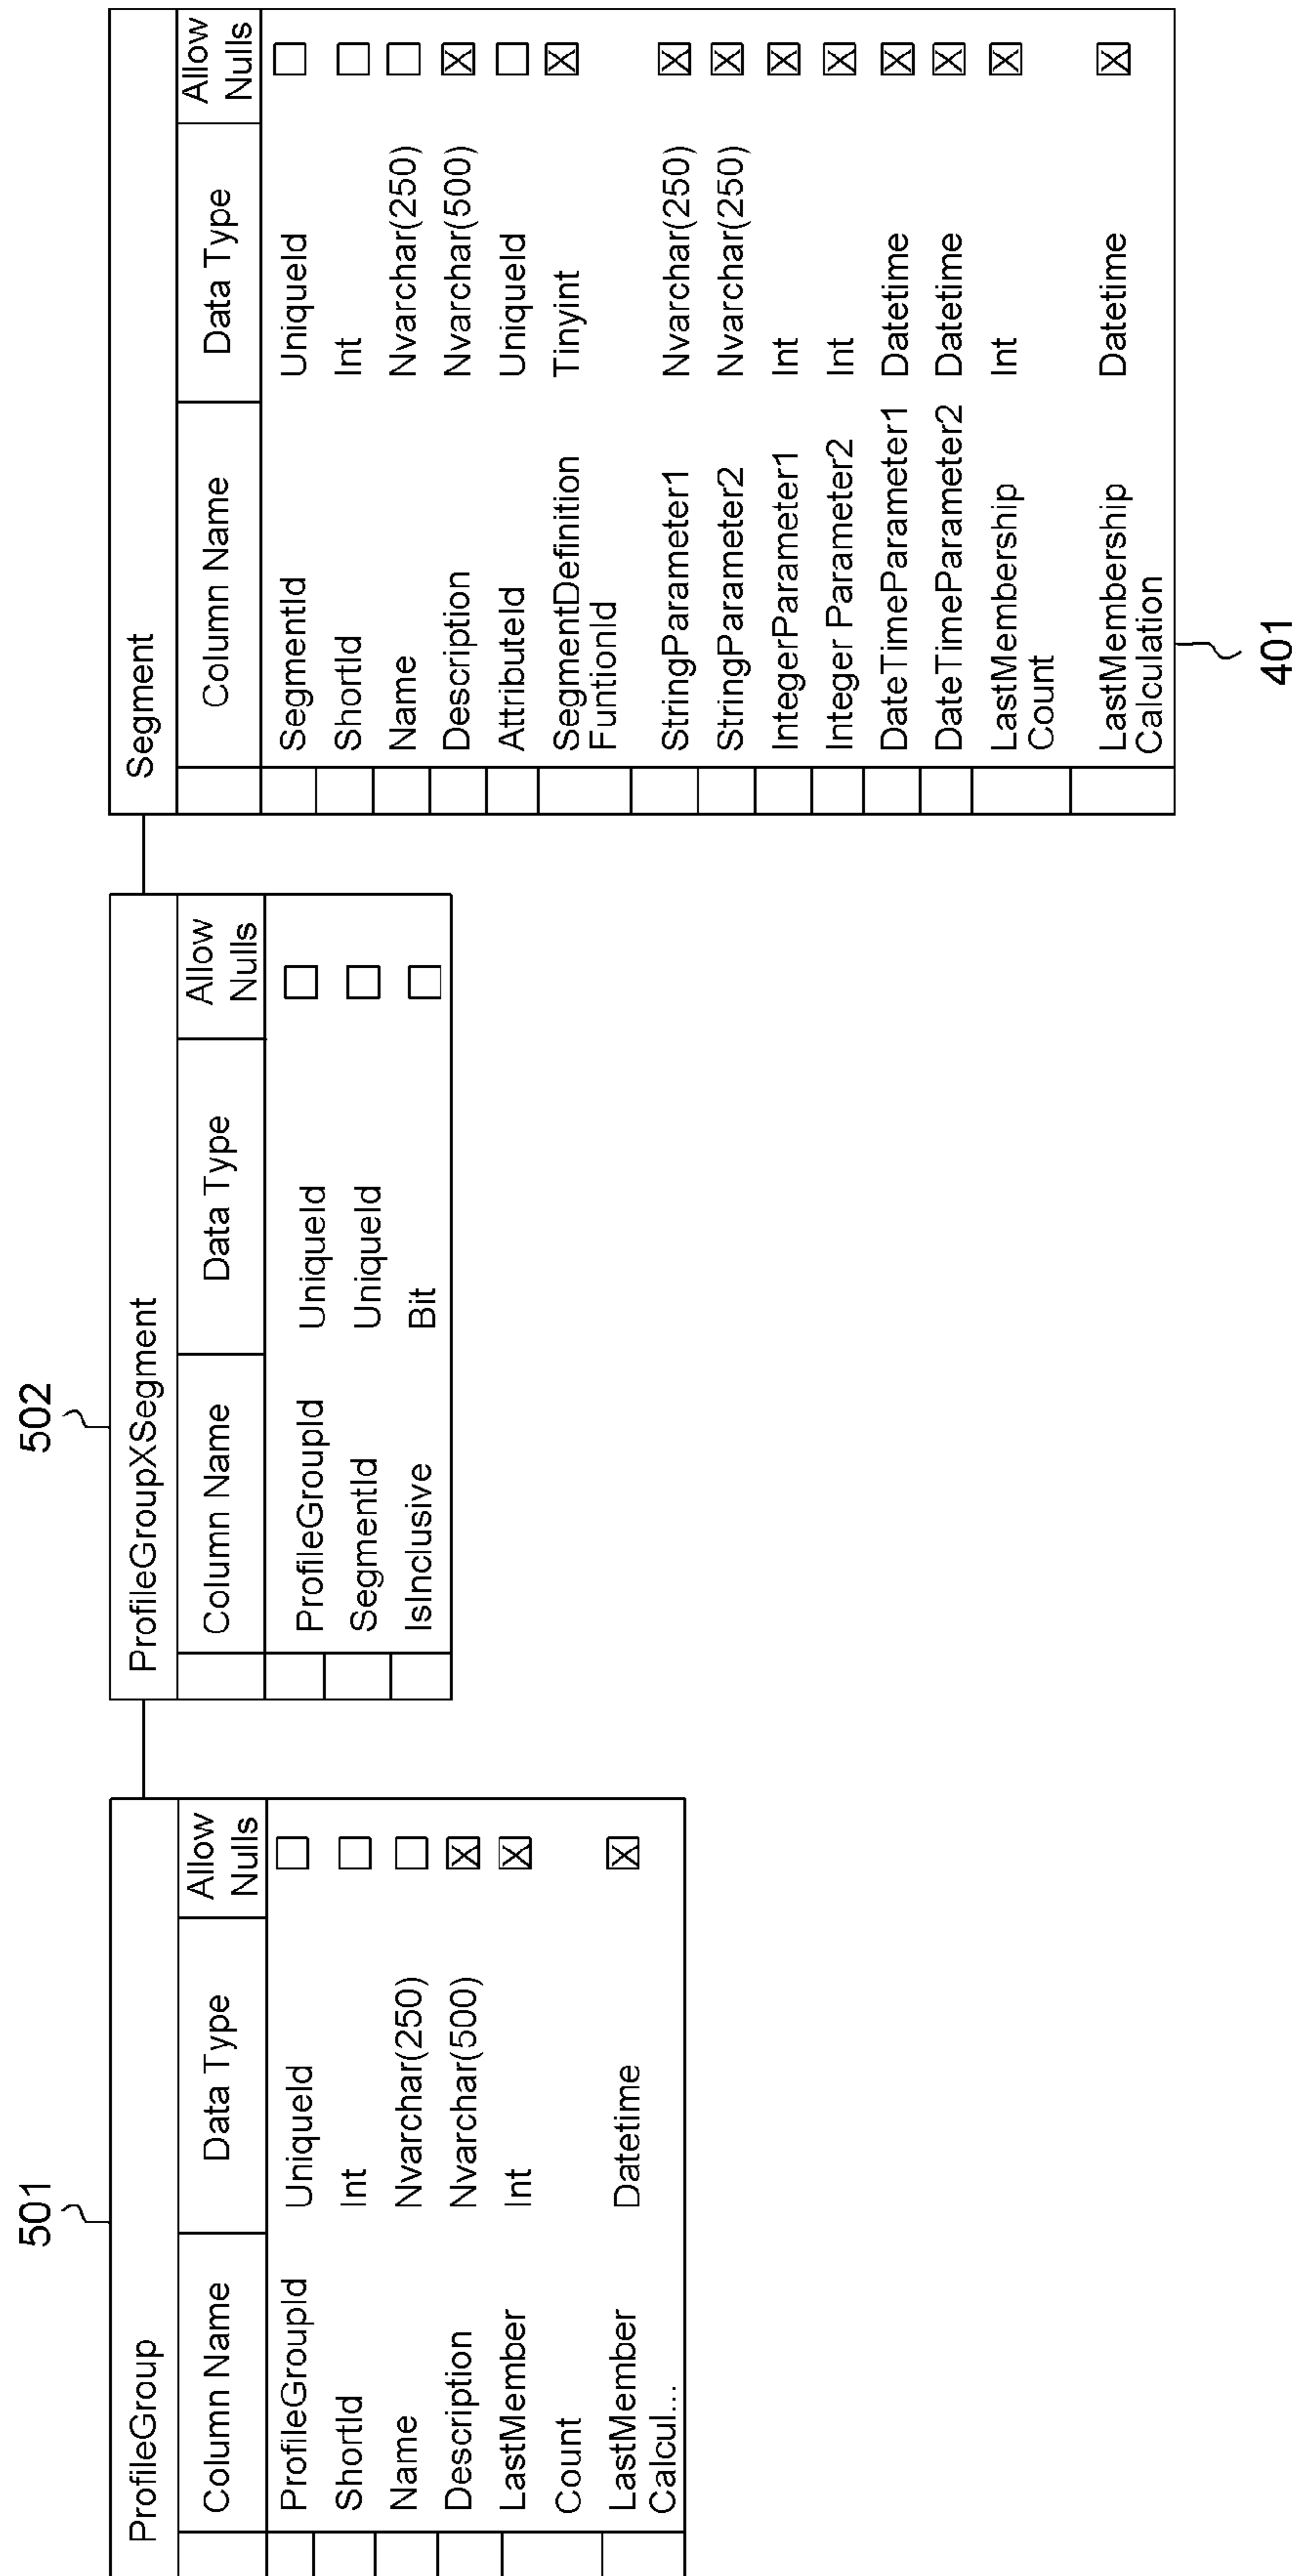 501
ProfileGroup
Column Name Data Type Allow Nulls
ProfileGroupId UniqueId ☐
ShortId Int ☐
Name Nvarchar(250) ☐
Description Nvarchar(500) ☒
LastMember Int ☒
Count
LastMember Datetime ☒
Calcul...
502
ProfileGroupXSegment
Column Name Data Type Allow Nulls
ProfileGroupId UniqueId ☐
SegmentId UniqueId ☐
IsInclusive Bit ☐
Segment
Column Name Data Type Allow Nulls
SegmentId UniqueId ☐
ShortId Int ☐
Name Nvarchar(250) ☐
Description Nvarchar(500) ☒
AttributeId UniqueId ☐
SegmentDefinition Tinyint ☒
FuntionId
StringParameter1 Nvarchar(250) ☒
StringParameter2 Nvarchar(250) ☒
IntegerParameter1 Int ☒
Integer Parameter2 Int ☒
DateTimeParameter1 Datetime ☒
DateTimeParameter2 Datetime ☒
LastMembership Int ☒
Count
LastMembership Datetime ☒
Calculation
401